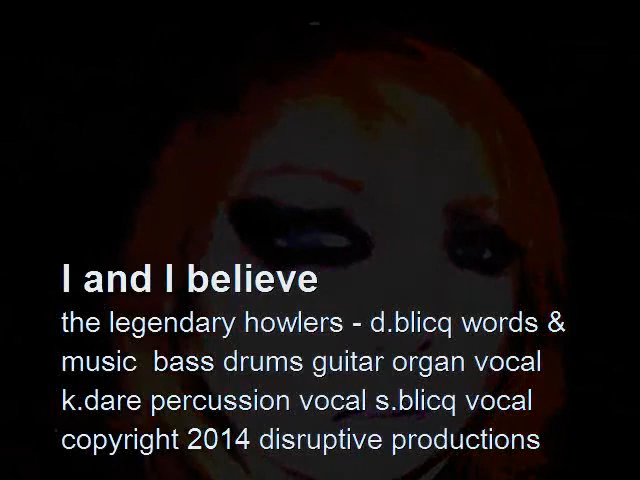 I and I believe
the legendary howlers - d.blicq words &
music  bass drums guitar organ vocal
k.dare percussion vocal s.blicq vocal
copyright 2014 disruptive productions